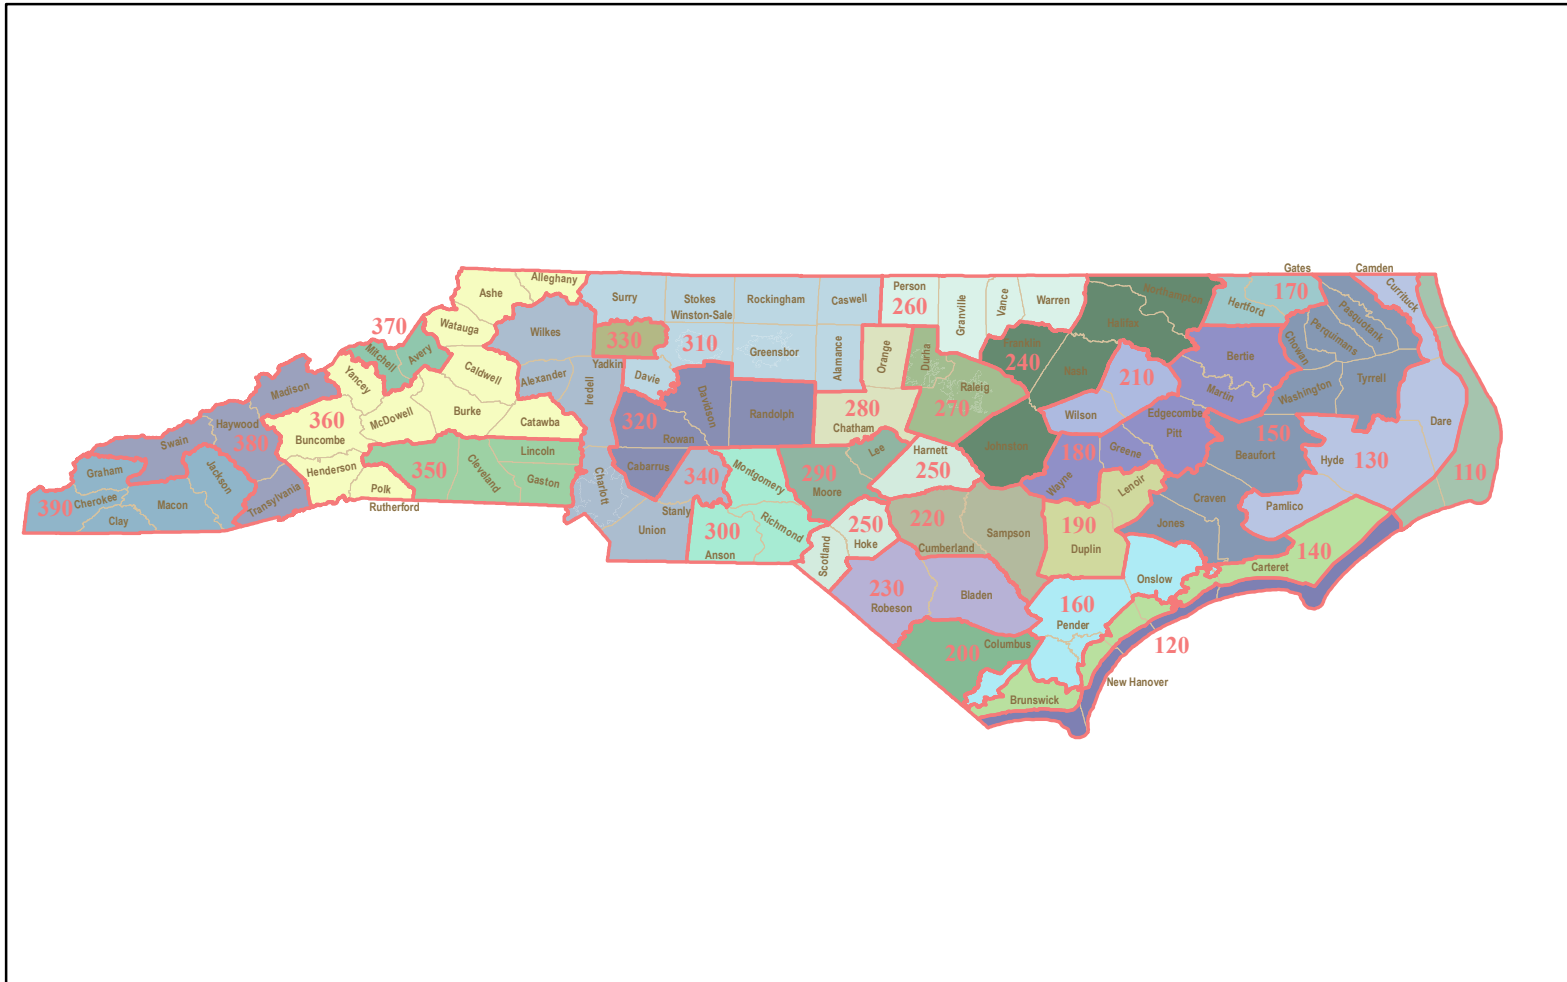 Gates
Camden
Alleghany
Ashe
Surry
Stokes
Rockingham
Caswell
Person
260
Granville
Vance
Warren
Northampton
Hertford
170
Currituck
Pasquotank
Perquimans
Chowan
Winston-Sale
Halifax
370
Watauga
Wilkes
330
310
Greensbor
Alamance
Orange
Durha
Franklin
240
Mitchell
Avery
Yadkin
Bertie
Madison
Yancey
Caldwell
Alexander
Iredell
Davie
Davidson
Randolph
Raleig
270
Nash
210
Martin
Washington
Tyrrell
Haywood
360
McDowell
Burke
Catawba
320
Rowan
280
Chatham
Wilson
Edgecombe
Pitt
150
Dare
Swain
380
Buncombe
Lincoln
Lee
Harnett
250
Johnston
180
Greene
Beaufort
Hyde
130
110
Graham
Jackson
Henderson
350
Cleveland
Gaston
Charlott
Cabarrus
340
Montgomery
290
Moore
Wayne
Lenoir
Craven
Pamlico
390
Cherokee
Macon
Transylvania
Polk
Rutherford
Clay
Stanly
Union
300
Anson
Richmond
Scotland
250
Hoke
220
Cumberland
Sampson
190
Duplin
Jones
140
Carteret
Onslow
230
Robeson
Bladen
160
Pender
200
Columbus
120
New Hanover
Brunswick